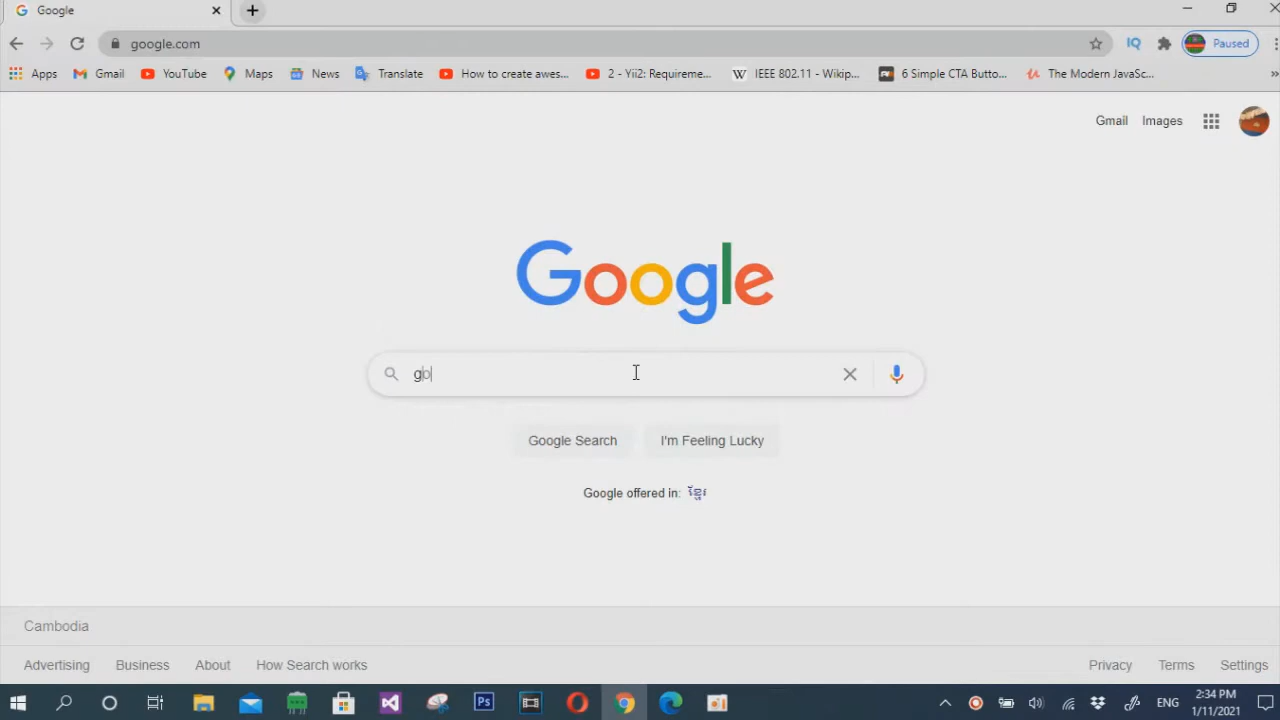 Google
google.com
Paused
Apps Gmail YouTube Maps News Translate How to create awes... 2 - Yii2: Requireme... IEEE 802.11 - Wikip... 6 Simple CTA Butto... The Modern JavaSc...
Gmail Images
Google
go
Google Search I'm Feeling Lucky
Google offered in: ខ្មែរ
Cambodia
Advertising Business About How Search works Privacy Terms Settings
ENG
2:34 PM
1/11/2021